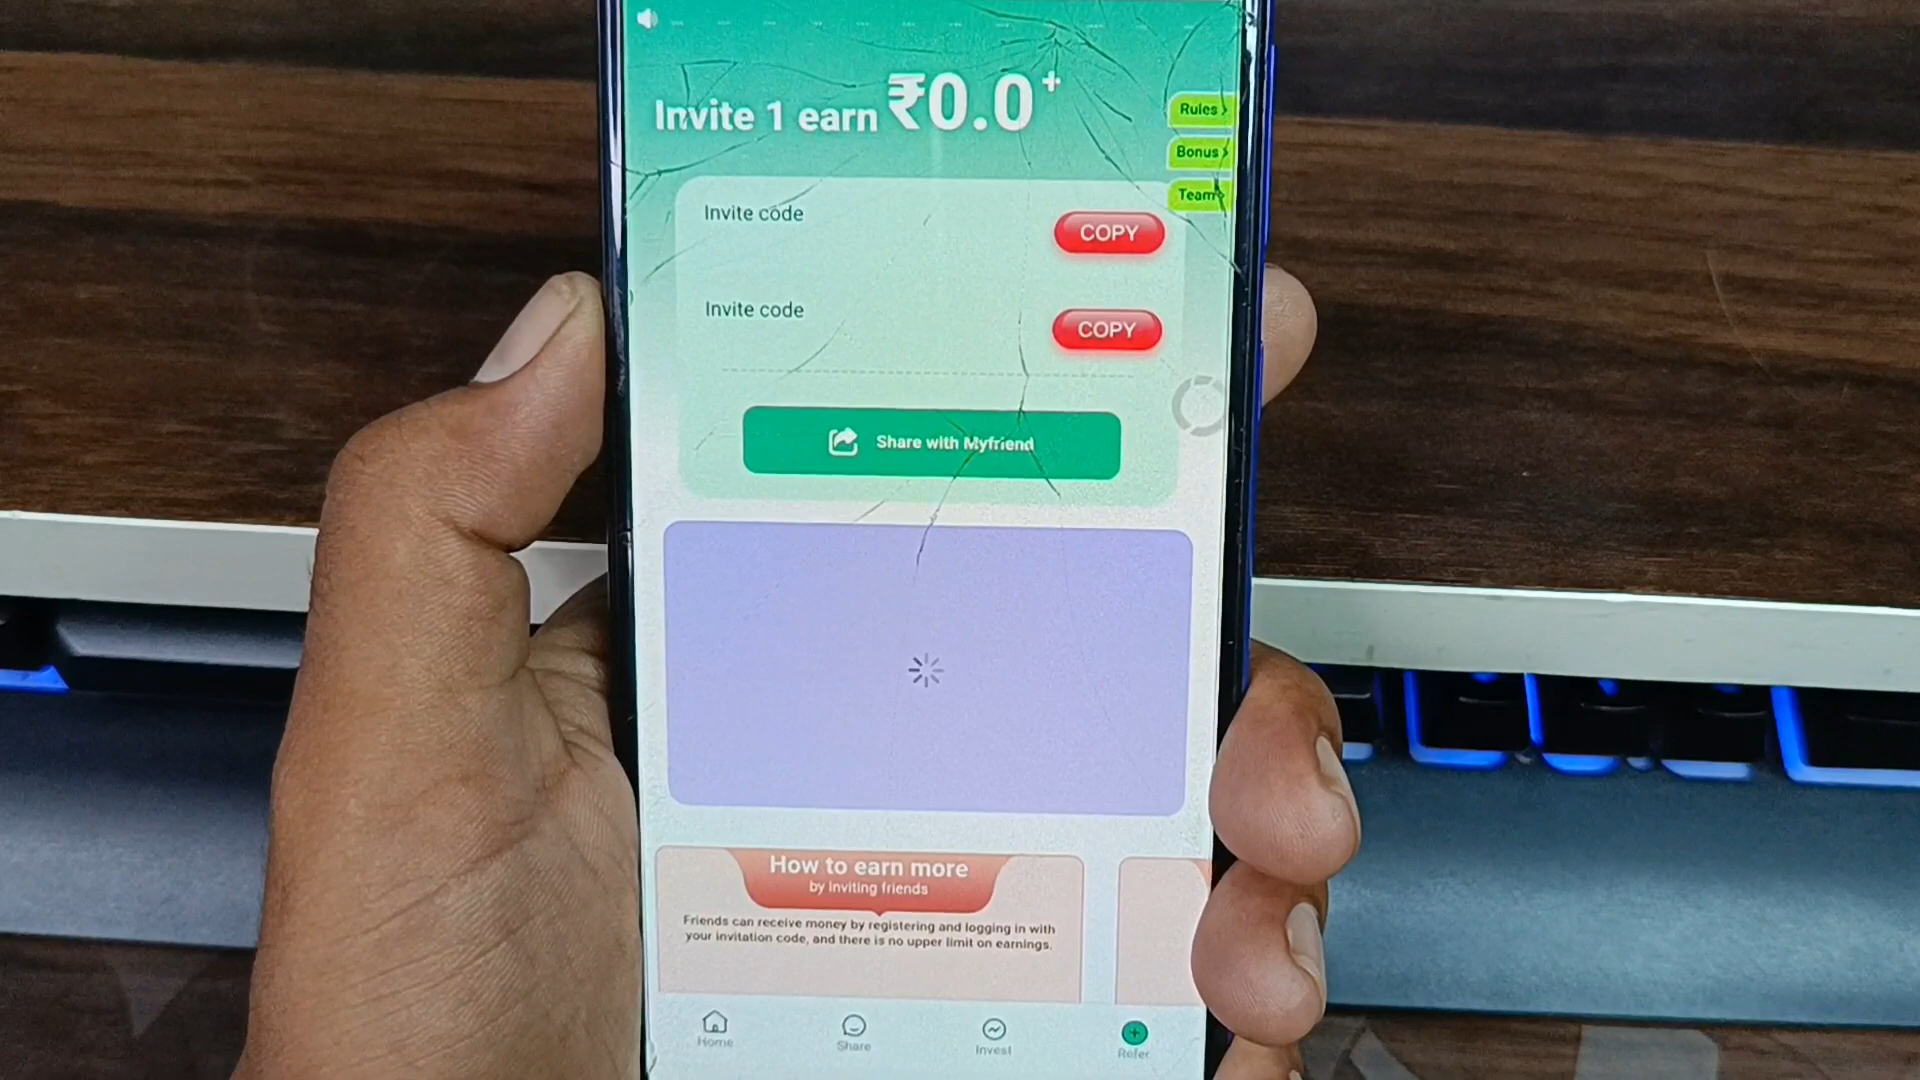 Invite 1 earn ₹0.0+
Rules >
Bonus >
Team >
Invite code
COPY
Invite code
COPY
Share with Myfriend
How to earn more
by inviting friends
Friends can receive money by registering and logging in with
your invitation code, and there is no upper limit on earnings.
Home
Share
Invest
Refer